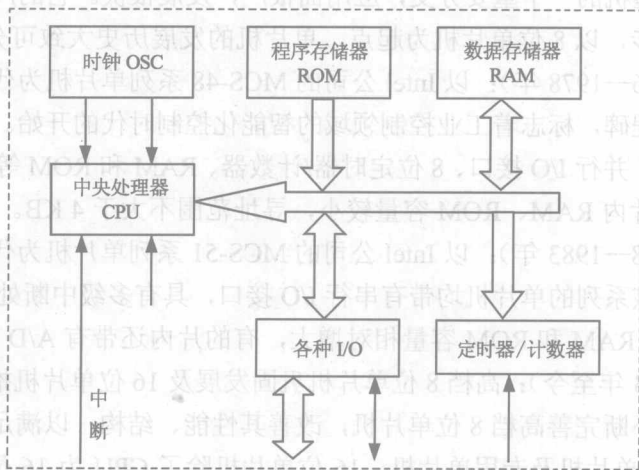 时钟 OSC
程序存储器
ROM
数据存储器
RAM
中央处理器
CPU
各种 I/O
定时器/计数器
中
断